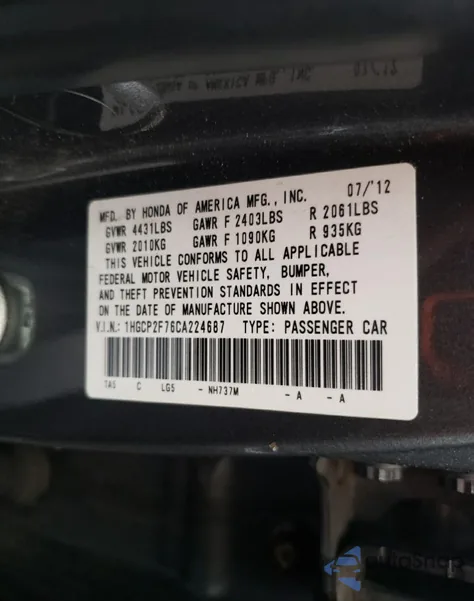 MFD. BY HONDA OF AMERICA MFG., INC. 07/'12
GVWR 4431LBS GAWR F 2403LBS R 2061LBS
GVWR 2010KG GAWR F 1090KG R 935KG
THIS VEHICLE CONFORMS TO ALL APPLICABLE
FEDERAL MOTOR VEHICLE SAFETY, BUMPER,
AND THEFT PREVENTION STANDARDS IN EFFECT
ON THE DATE OF MANUFACTURE SHOWN ABOVE.
V.I.N.: 1HGCP2F76CA224687 TYPE: PASSENGER CAR
TA5 C LG5 - NH737M - A - A